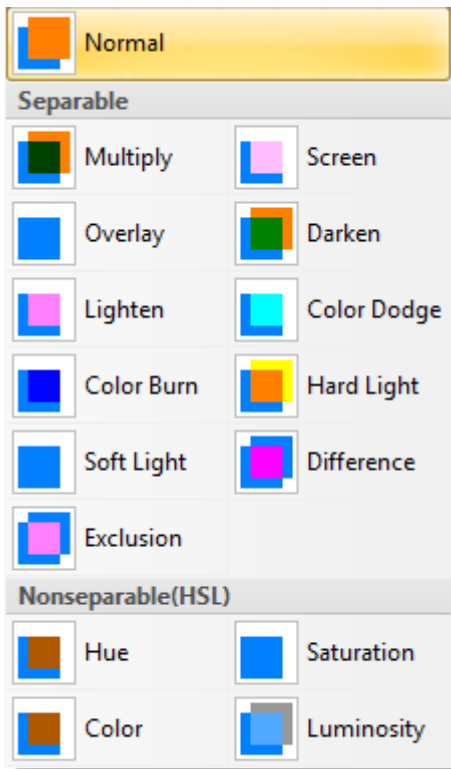 Normal
Separable
Multiply Screen
Overlay Darken
Lighten Color Dodge
Color Burn Hard Light
Soft Light Difference
Exclusion
Nonseparable(HSL)
Hue Saturation
Color Luminosity